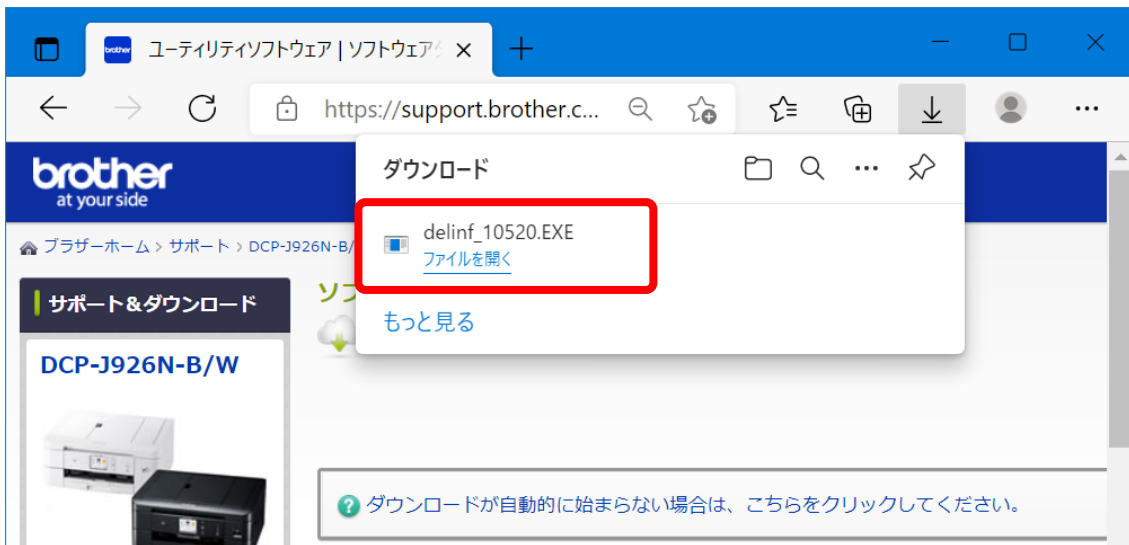 ユーティリティソフトウェア | ソフトウェア
https://support.brother.c...
brother
at your side
ダウンロード
delinf_10520.EXE
ファイルを開く
もっと見る
ブラザーホーム > サポート > DCP-J926N-B/
サポート&ダウンロード
ソフ
DCP-J926N-B/W
ダウンロードが自動的に始まらない場合は、こちらをクリックしてください。